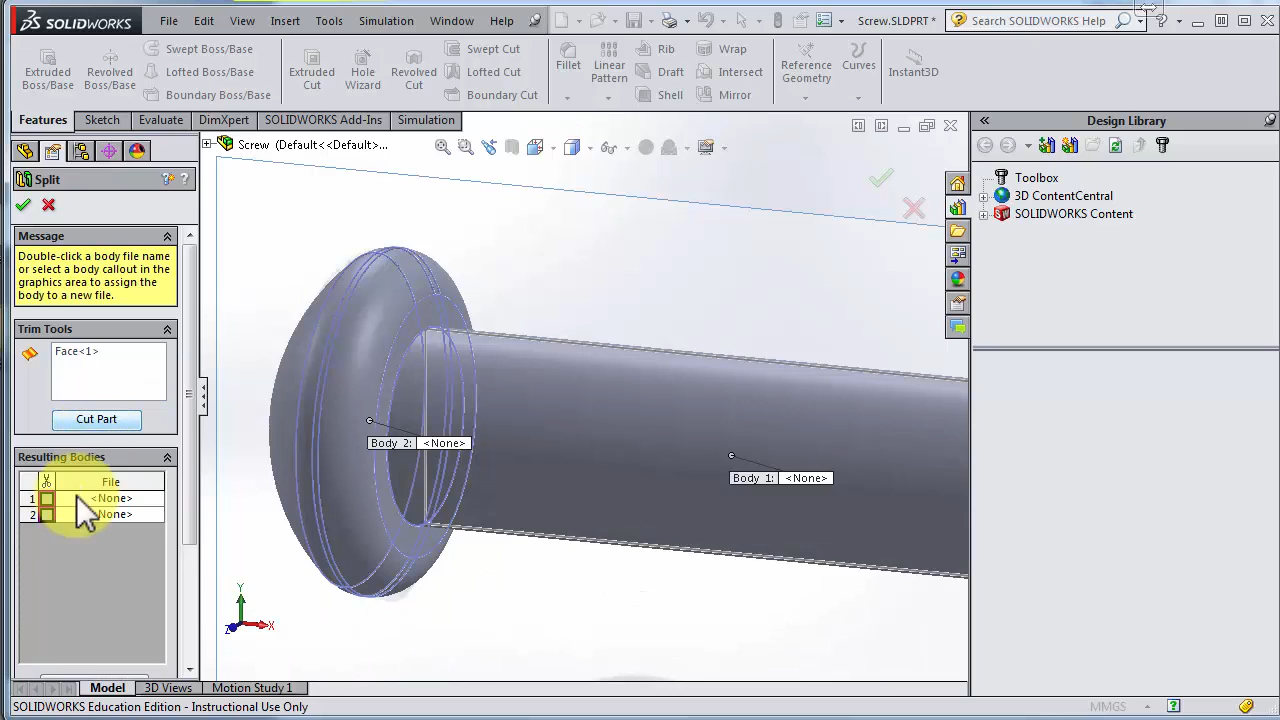 SOLIDWORKS File Edit View Insert Tools Simulation Window Help Screw.SLDPRT * Search SOLIDWORKS Help
Extruded Boss/Base
Revolved Boss/Base
Swept Boss/Base
Lofted Boss/Base
Boundary Boss/Base
Extruded Cut
Hole Wizard
Revolved Cut
Swept Cut
Lofted Cut
Boundary Cut
Fillet
Linear Pattern
Rib
Draft
Shell
Wrap
Intersect
Mirror
Reference Geometry
Curves
Instant3D
Features Sketch Evaluate DimXpert SOLIDWORKS Add-Ins Simulation
Split
Message
Double-click a body file name
or select a body callout in the
graphics area to assign the
body to a new file.
Trim Tools
Face<1>
Cut Part
Resulting Bodies
File
1 <None>
2 <None>
Screw (Default<<Default>...
Body 2: <None>
Body 1: <None>
Y
X
Z
Design Library
Toolbox
3D ContentCentral
SOLIDWORKS Content
Model 3D Views Motion Study 1
SOLIDWORKS Education Edition - Instructional Use Only MMGS